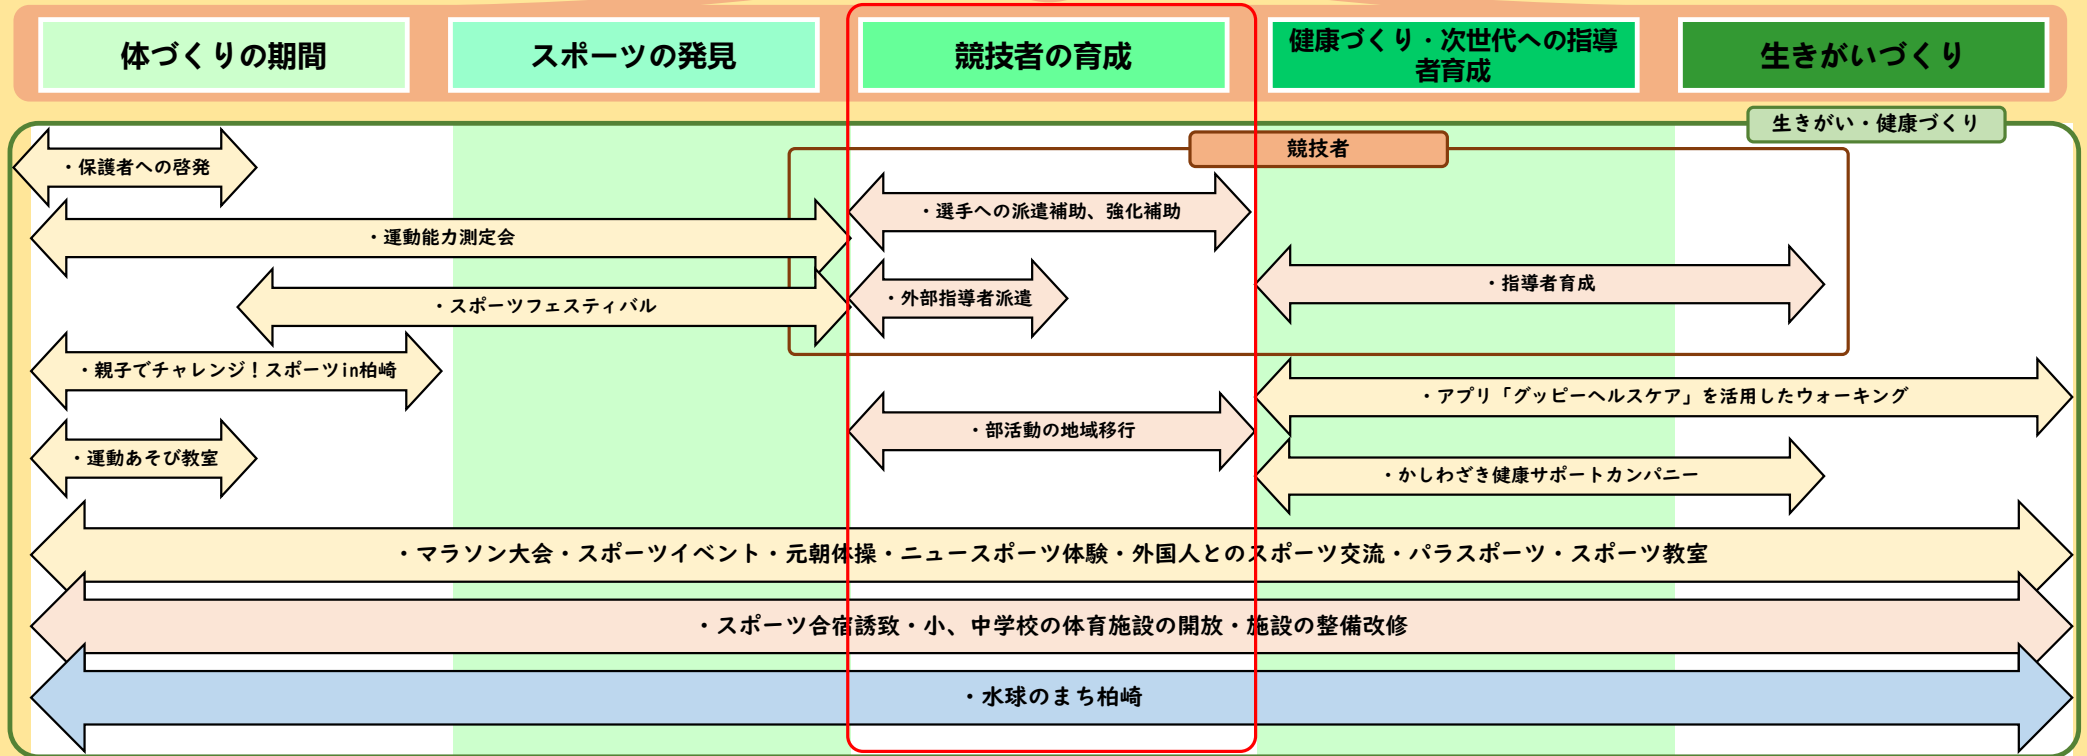 体づくりの期間
スポーツの発見
競技者の育成
健康づくり・次世代への指導
者育成
生きがいづくり
生きがい・健康づくり
競技者
・保護者への啓発
・選手への派遣補助、強化補助
・運動能力測定会
・指導者育成
・外部指導者派遣
・スポーツフェスティバル
・親子でチャレンジ！スポーツin柏崎
・アプリ「グッピーヘルスケア」を活用したウォーキング
・部活動の地域移行
・運動あそび教室
・かしわざき健康サポートカンパニー
・マラソン大会・スポーツイベント・元朝体操・ニュースポーツ体験・外国人とのスポーツ交流・パラスポーツ・スポーツ教室
・スポーツ合宿誘致・小、中学校の体育施設の開放・施設の整備改修
・水球のまち柏崎